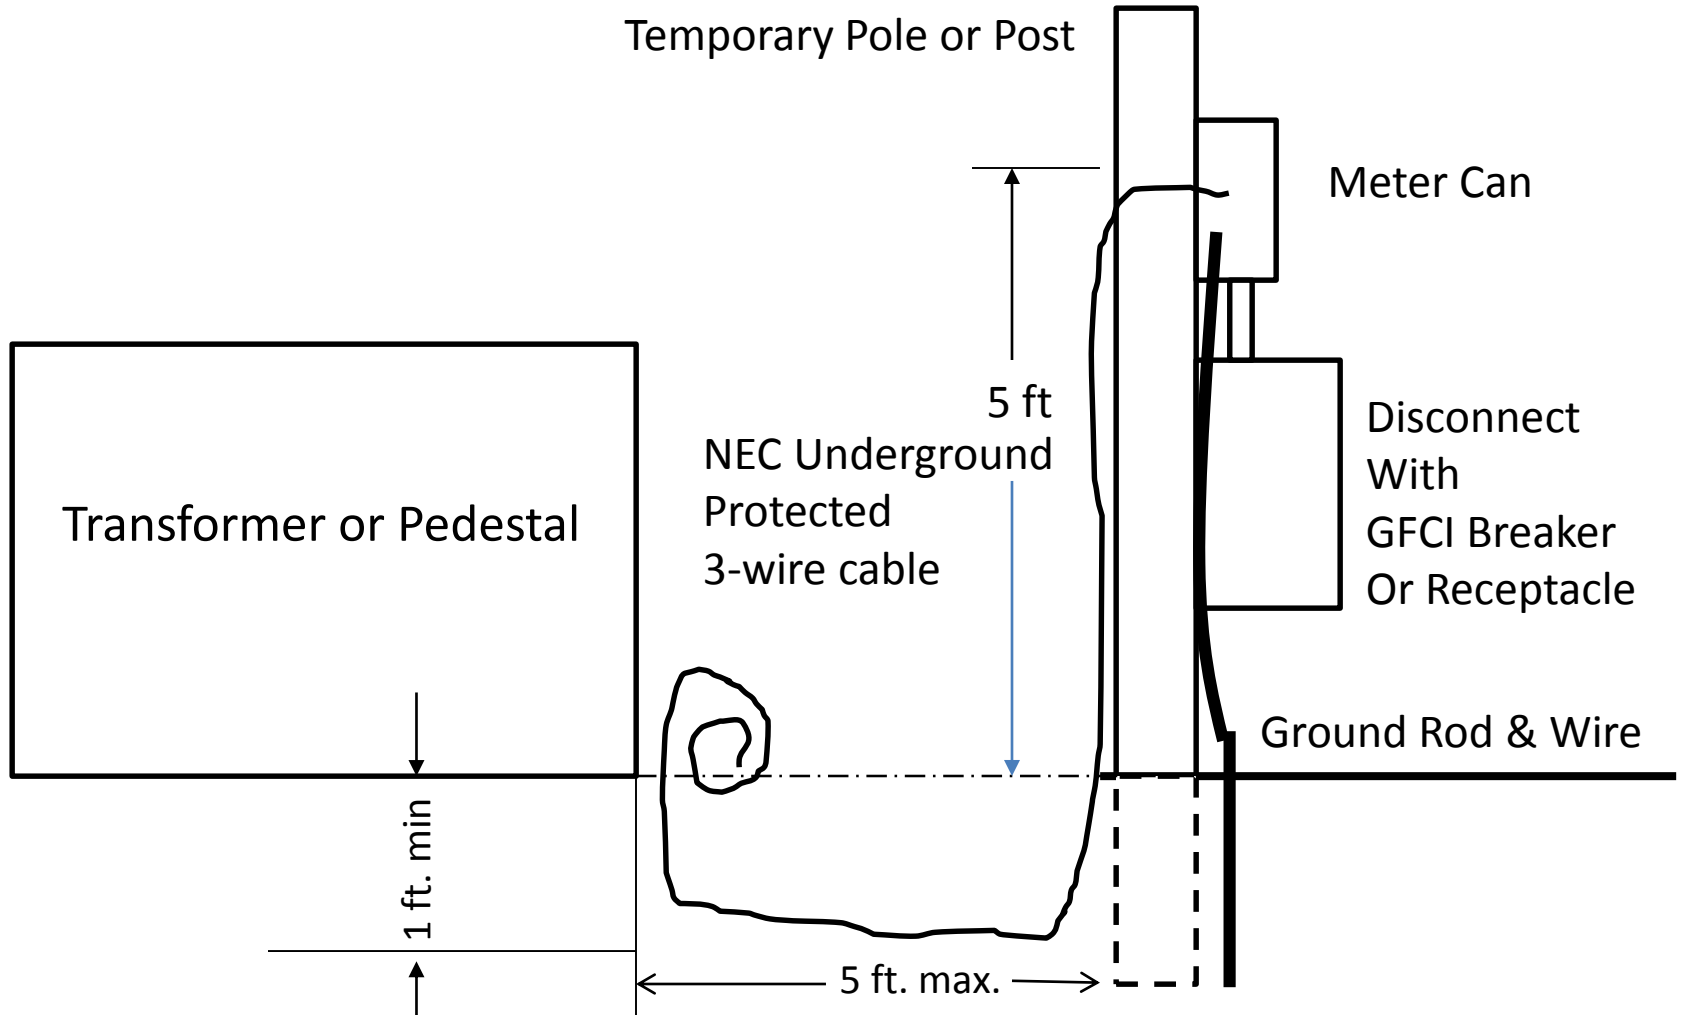 Temporary Pole or Post
Meter Can
5 ft
NEC Underground
Protected
3-wire cable
Transformer or Pedestal
Disconnect
With
GFCI Breaker
Or Receptacle
Ground Rod & Wire
1 ft. min
5 ft. max.